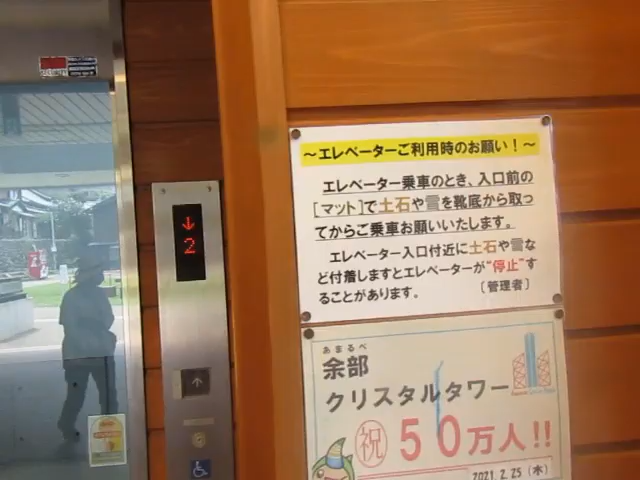 ～エレベーターご利用時のお願い！～
エレベーター乗車のとき、入口前の
[マット]で土石や雪を靴底から取っ
てからご乗車お願いいたします。
エレベーター入口付近に土石や雪な
ど付着しますとエレベーターが“停止”す
ることがあります。 [管理者]
↓
2
↑
あまるべ
余部
クリスタルタワー
祝 50万人!!
2021.2.25(木)